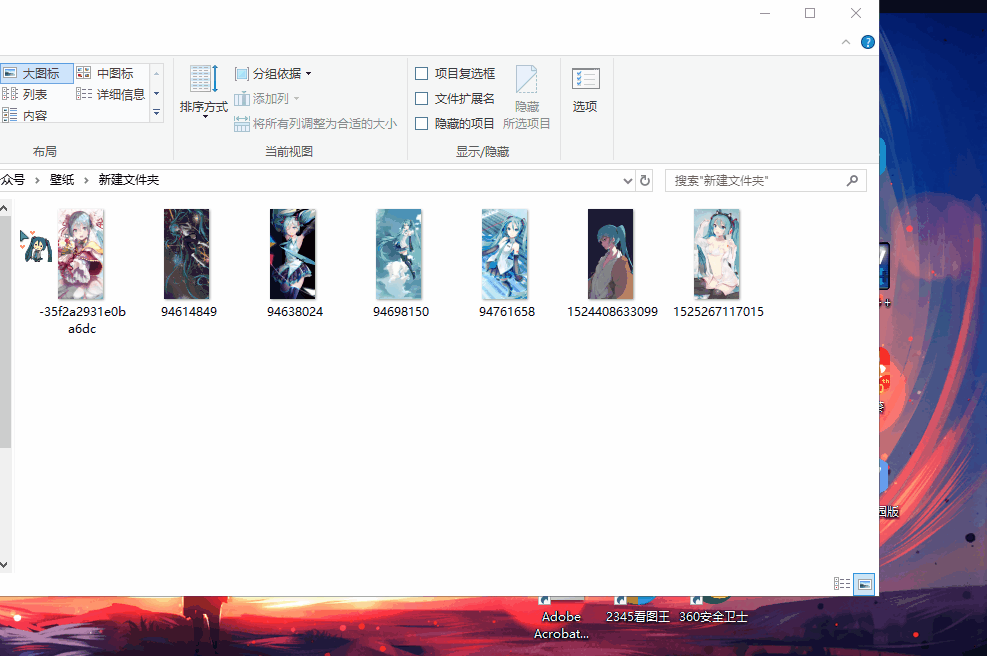 大图标
中图标
列表
详细信息
内容
布局
排序方式
分组依据
添加列
将所有列调整为合适的大小
当前视图
项目复选框
文件扩展名
隐藏的项目
隐藏
所选项目
显示/隐藏
选项
众号 › 壁纸 › 新建文件夹
搜索"新建文件夹"
-35f2a2931e0b
a6dc
94614849
94638024
94698150
94761658
1524408633099
1525267117015
国版
Adobe
Acrobat...
2345看图王
360安全卫士